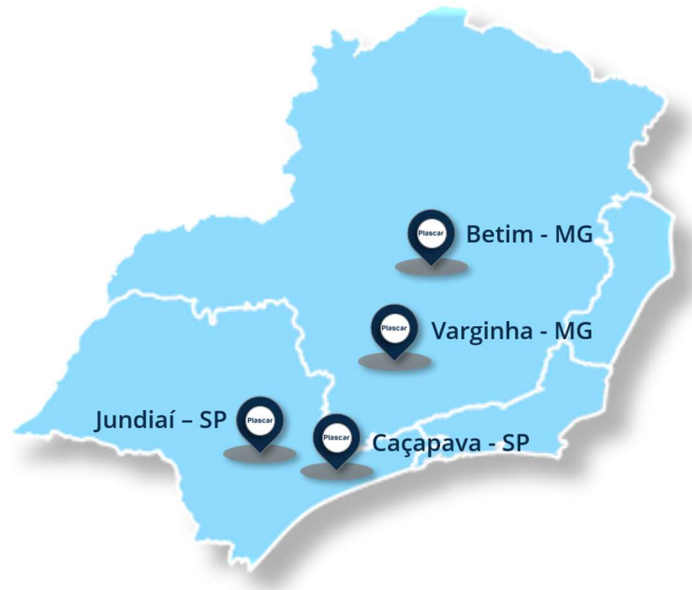 Plascar
Betim - MG
Plascar
Varginha - MG
Jundiaí – SP
Plascar
Plascar
Caçapava - SP